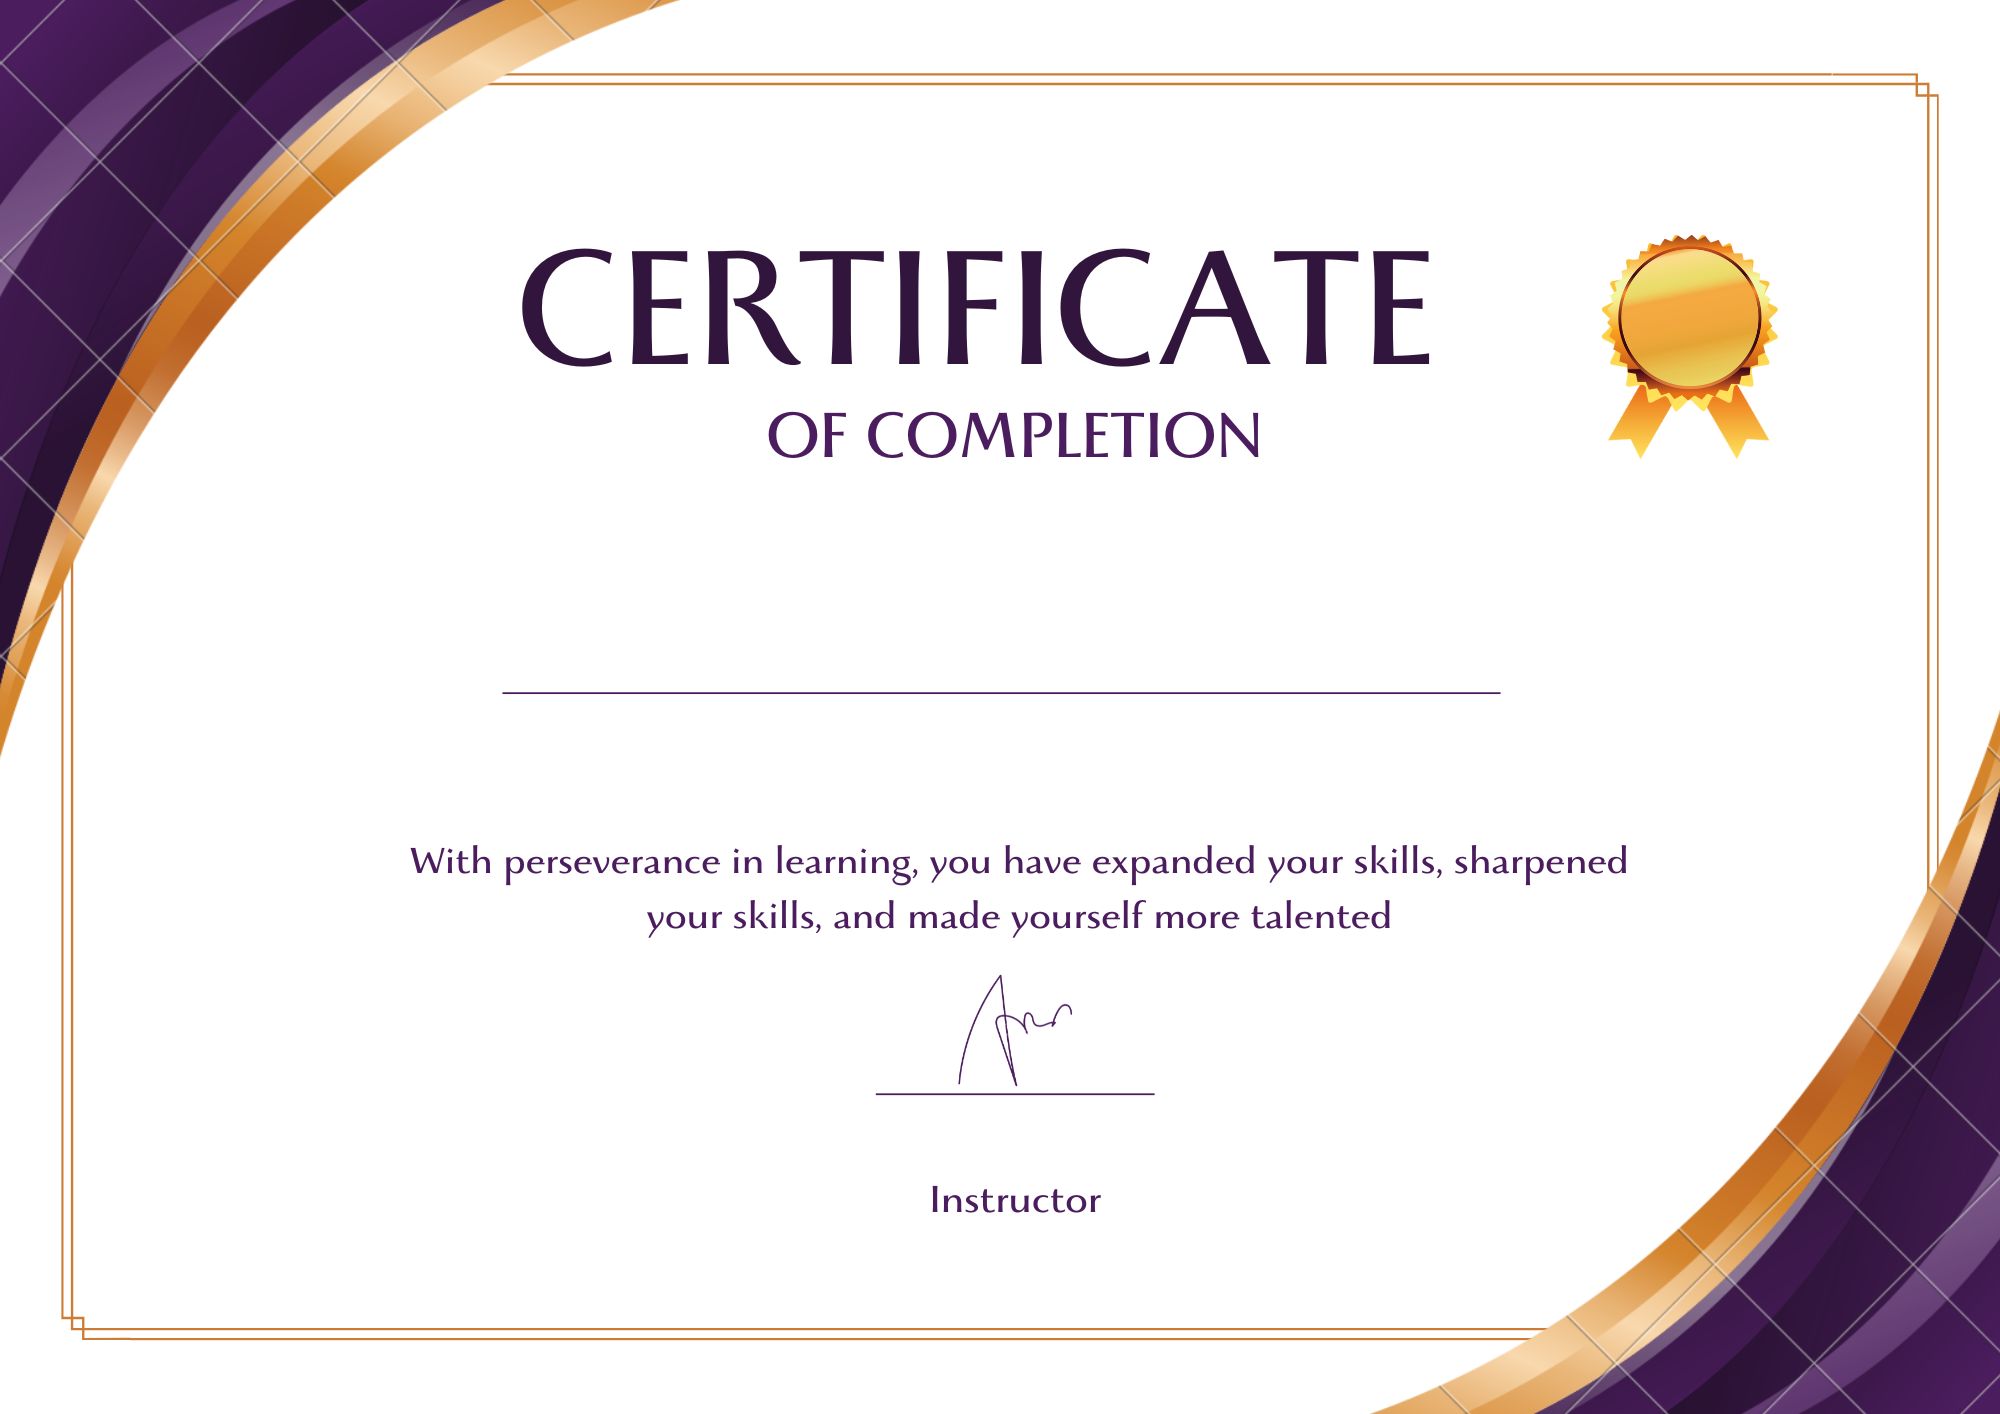 CERTIFICATE
OF COMPLETION
With perseverance in learning, you have expanded your skills, sharpened
your skills, and made yourself more talented
Instructor